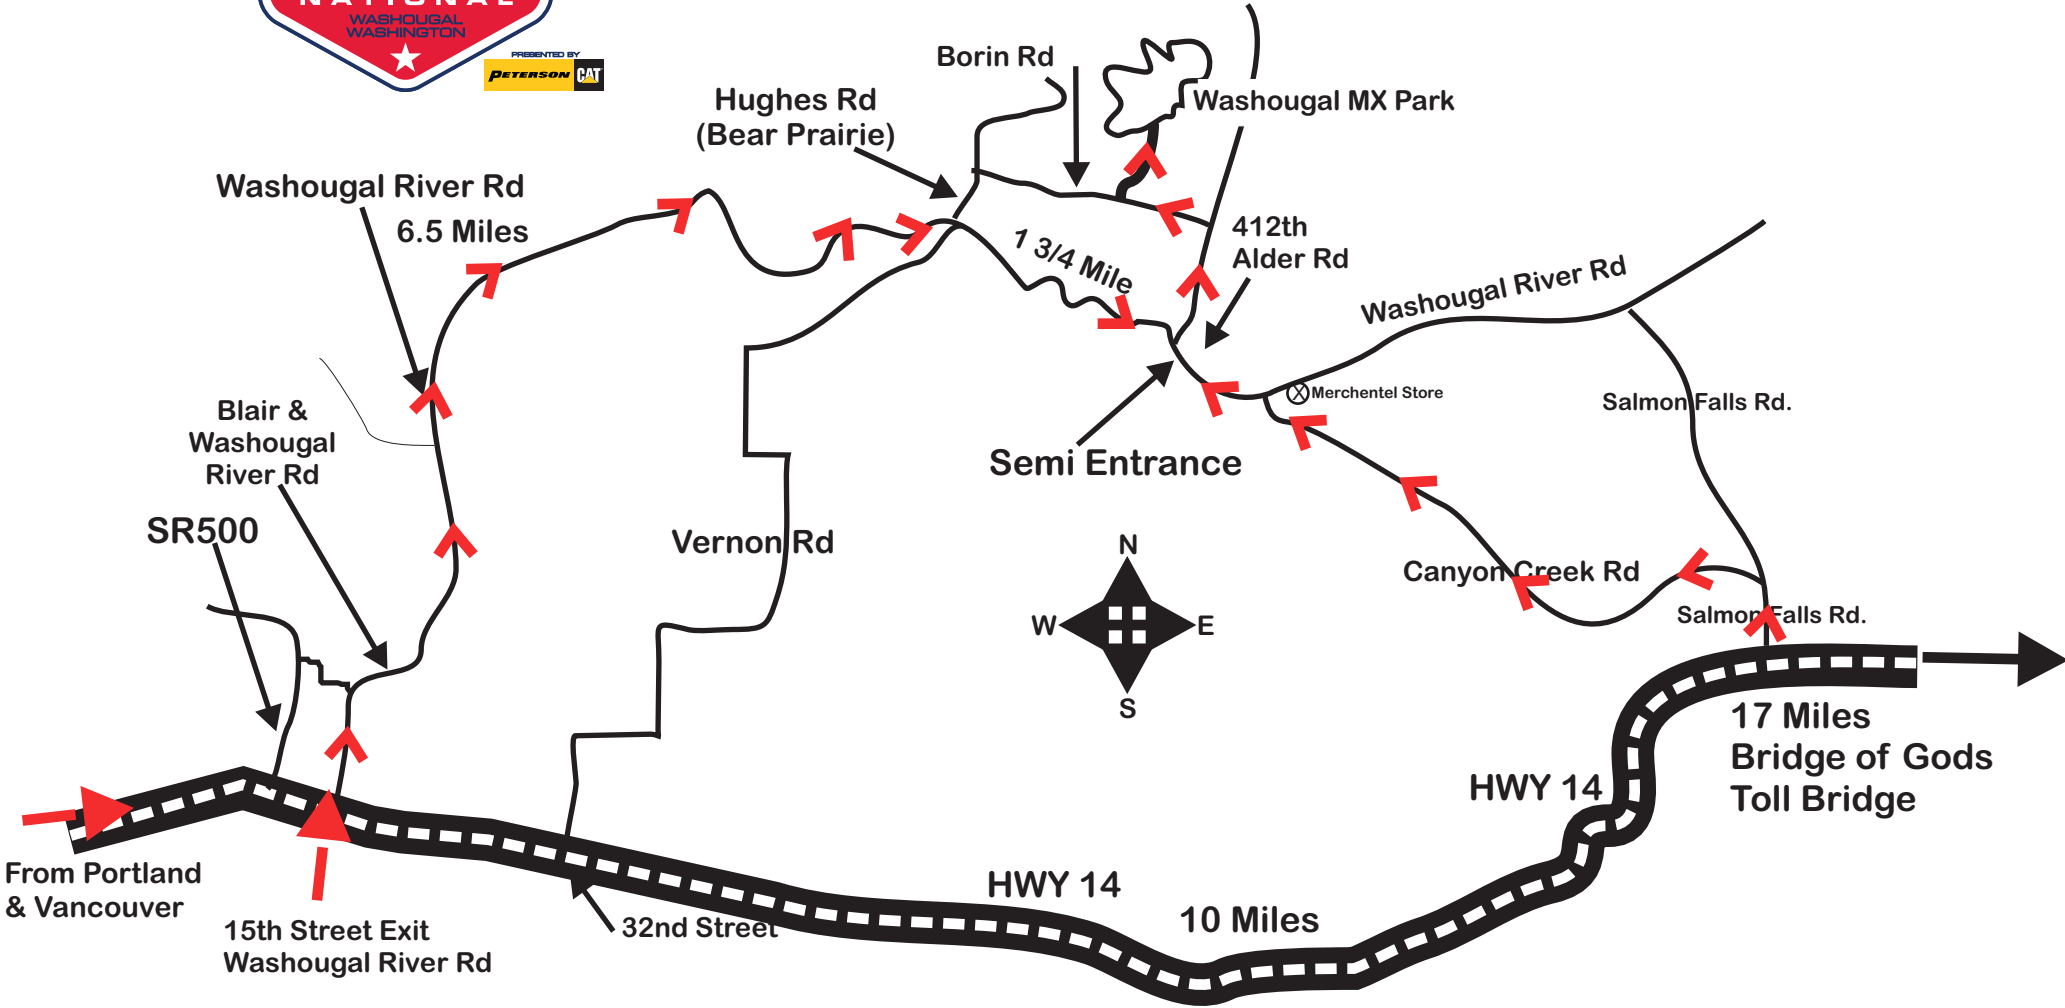 NATIONAL
WASHOUGAL
WASHINGTON
PRESENTED BY
PETERSON CAT
Borin Rd
Hughes Rd
(Bear Prairie)
Washougal MX Park
Washougal River Rd
6.5 Miles
1 3/4 Mile
412th
Alder Rd
Washougal River Rd
Merchentel Store
Salmon Falls Rd.
Blair &
Washougal
River Rd
Semi Entrance
SR500
Vernon Rd
N
W
E
S
Canyon Creek Rd
Salmon Falls Rd.
17 Miles
Bridge of Gods
Toll Bridge
HWY 14
From Portland
& Vancouver
HWY 14
10 Miles
15th Street Exit
Washougal River Rd
32nd Street